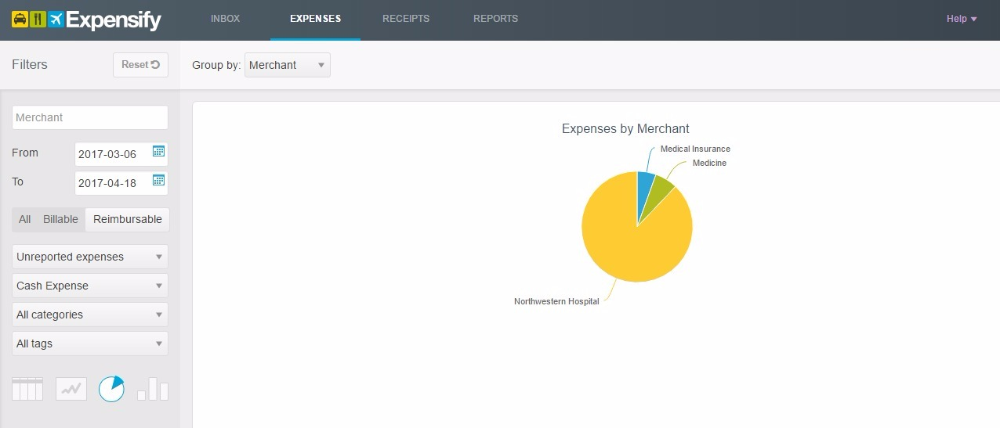 Expensify INBOX EXPENSES RECEIPTS REPORTS Help
Filters Reset Group by: Merchant
Merchant
From 2017-03-06
To 2017-04-18
All Billable Reimbursable
Unreported expenses
Cash Expense
All categories
All tags
Expenses by Merchant
Medical Insurance
Medicine
Northwestern Hospital